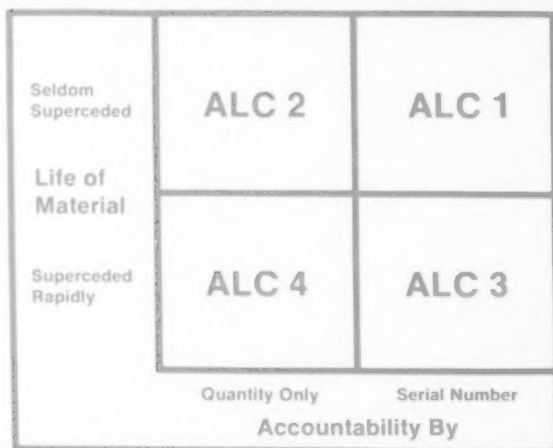 Seldom
Superceded
ALC 2
ALC 1
Life of
Material
Superceded
Rapidly
ALC 4
ALC 3
Quantity Only
Serial Number
Accountability By